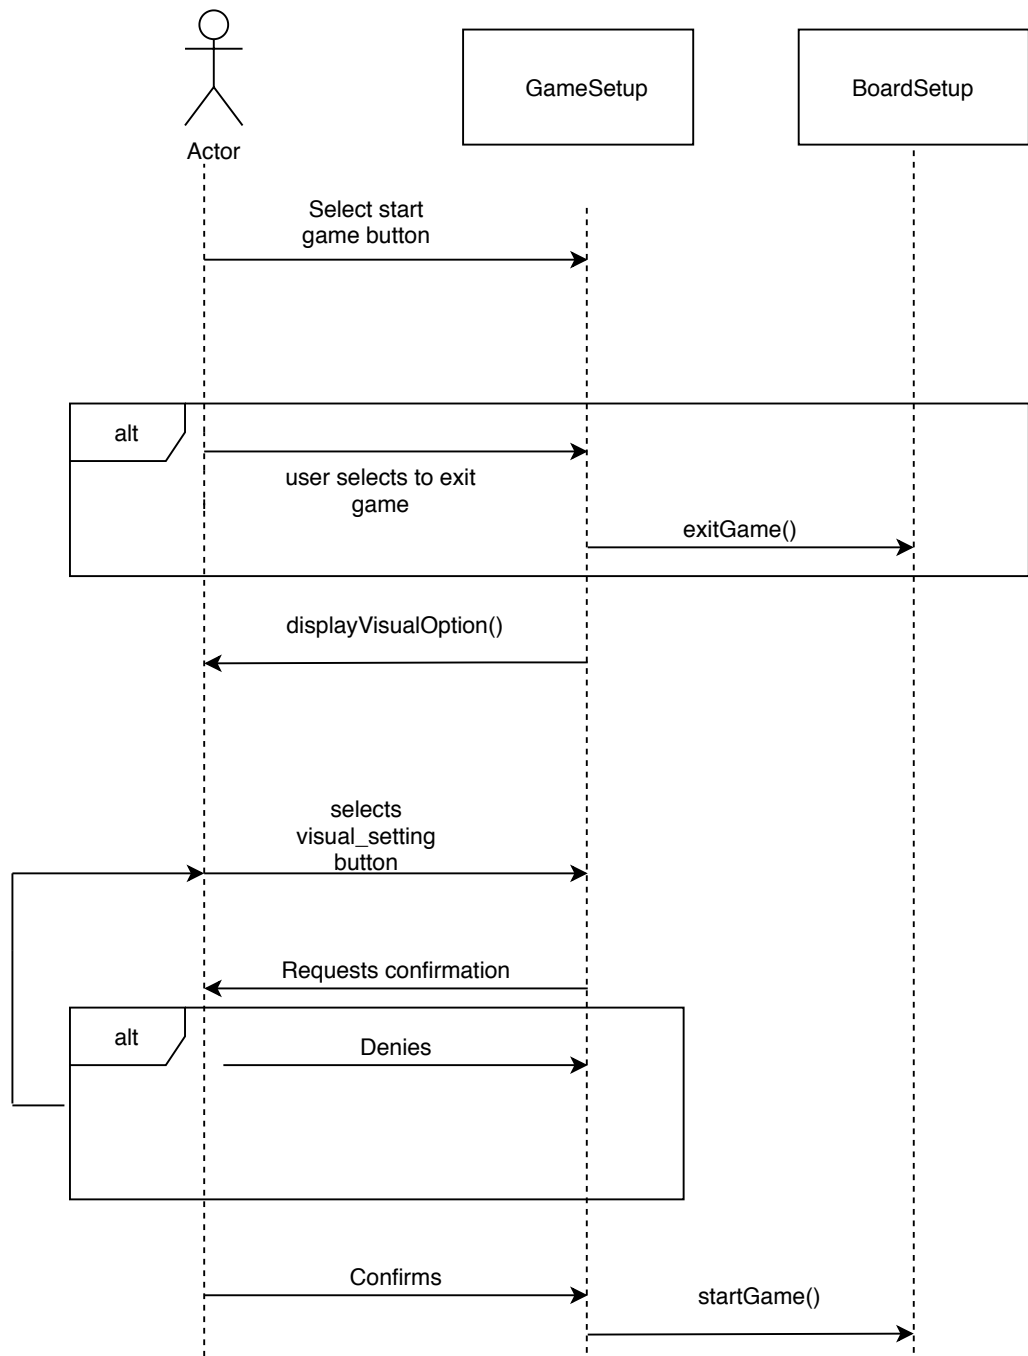 Actor
GameSetup
BoardSetup
Select start
game button
alt
user selects to exit
game
exitGame()
displayVisualOption()
selects
visual_setting
button
Requests confirmation
alt
Denies
Confirms
startGame()